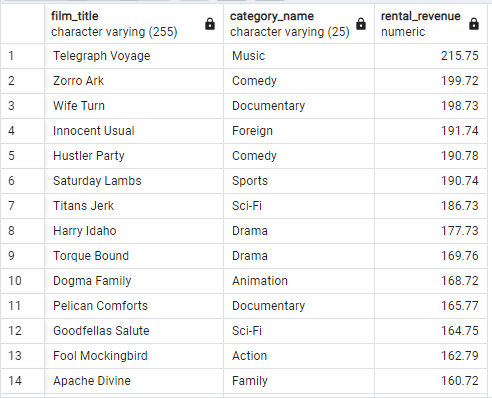 film_title category_name rental_revenue
character varying (255) character varying (25) numeric
1 Telegraph Voyage Music 215.75
2 Zorro Ark Comedy 199.72
3 Wife Turn Documentary 198.73
4 Innocent Usual Foreign 191.74
5 Hustler Party Comedy 190.78
6 Saturday Lambs Sports 190.74
7 Titans Jerk Sci-Fi 186.73
8 Harry Idaho Drama 177.73
9 Torque Bound Drama 169.76
10 Dogma Family Animation 168.72
11 Pelican Comforts Documentary 165.77
12 Goodfellas Salute Sci-Fi 164.75
13 Fool Mockingbird Action 162.79
14 Apache Divine Family 160.72